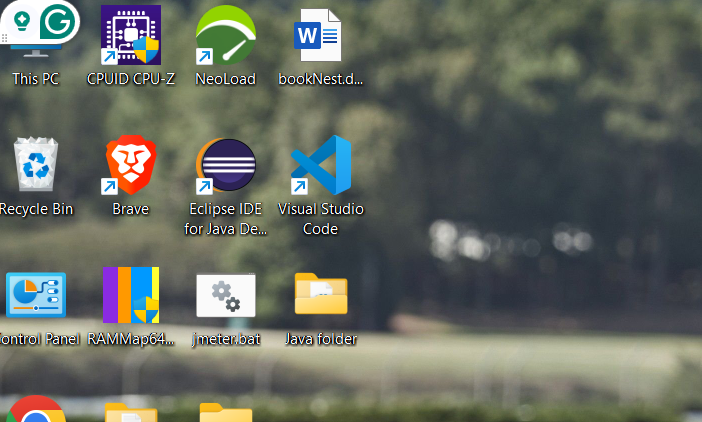 This PC
CPUID CPU-Z
NeoLoad
bookNest.d...
Recycle Bin
Brave
Eclipse IDE
for Java De...
Visual Studio
Code
ontrol Panel
RAMMap64...
jmeter.bat
Java folder